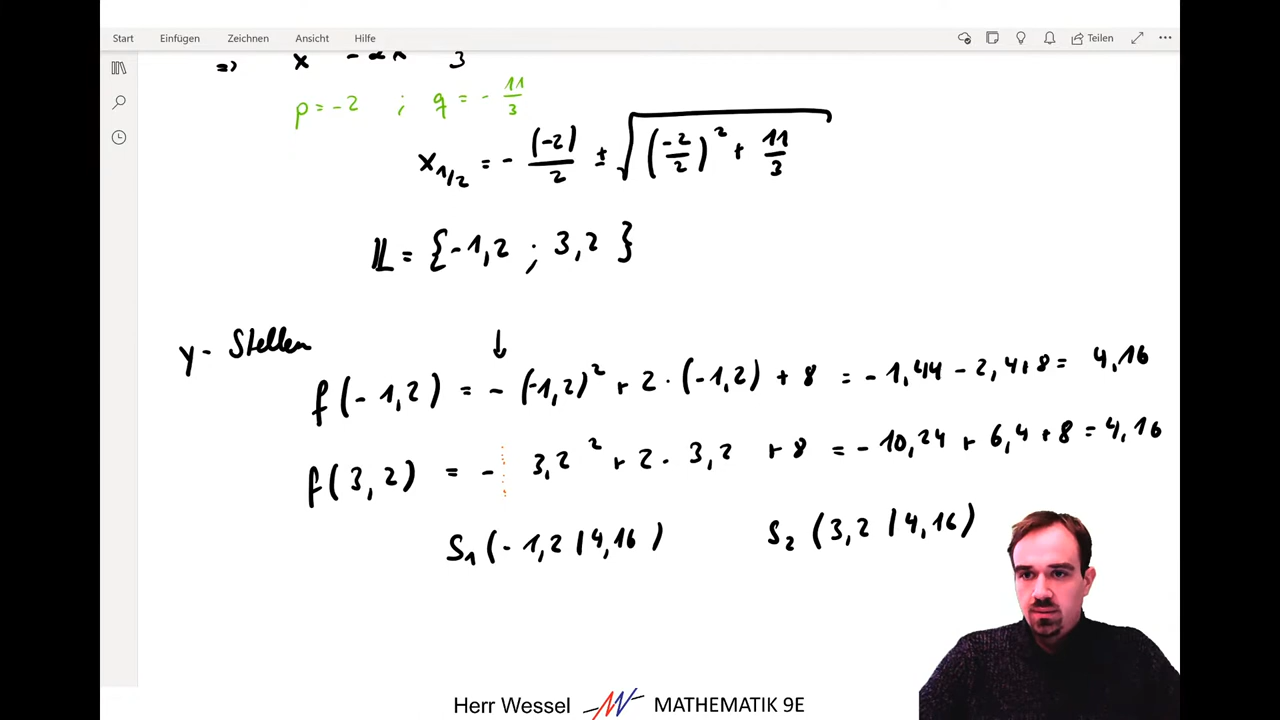 Start Einfügen Zeichnen Ansicht Hilfe Teilen
=> x 3
p = -2 ; q = - 11/3
x1/2 = - (-2)/2 ± √((-2/2)² + 11/3)
𝕃 = { -1,2 ; 3,2 }
y - Stellen ↓
f(-1,2) = - (-1,2)² + 2 · (-1,2) + 8 = -1,44 - 2,4+8 = 4,16
f(3,2) = - 3,2² + 2 · 3,2 + 8 = -10,24 + 6,4 + 8 = 4,16
S1 (-1,2 | 4,16) S2 (3,2 | 4,16)
Herr Wessel MATHEMATIK 9E